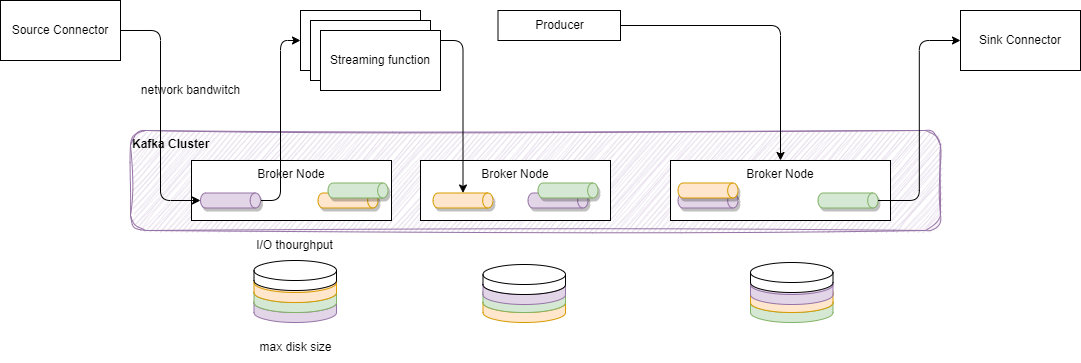 Source Connector
Streaming function
Producer
Sink Connector
network bandwitch
Kafka Cluster
Broker Node
Broker Node
Broker Node
I/O thourghput
max disk size